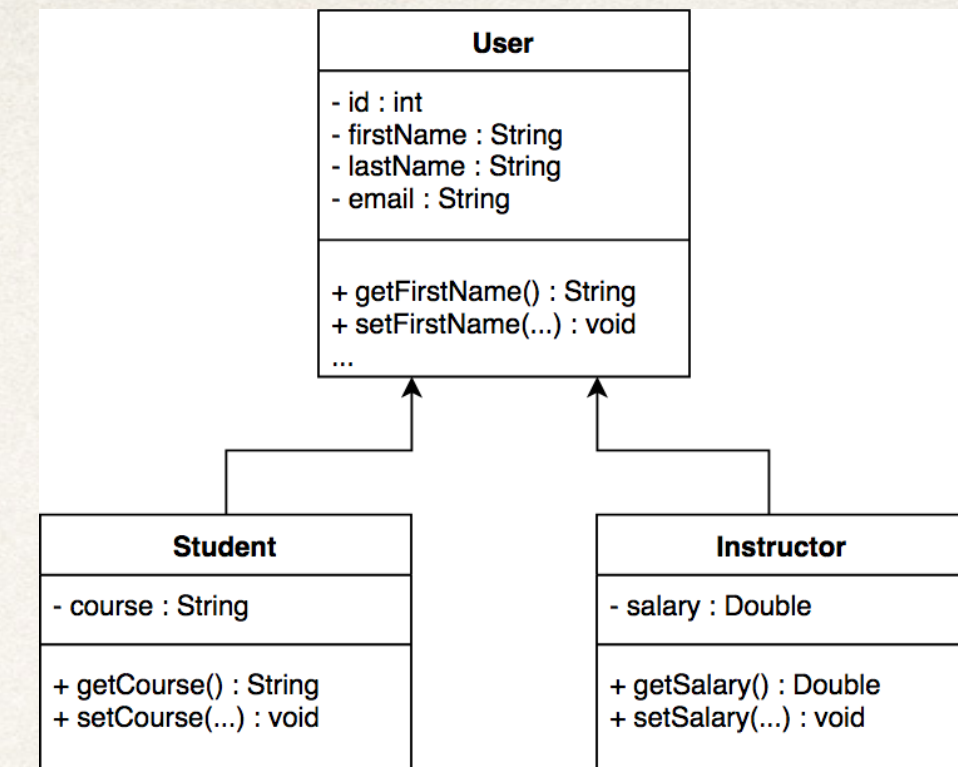 User
- id : int
- firstName : String
- lastName : String
- email : String
+ getFirstName() : String
+ setFirstName(...) : void
...
Student
- course : String
+ getCourse() : String
+ setCourse(...) : void
Instructor
- salary : Double
+ getSalary() : Double
+ setSalary(...) : void